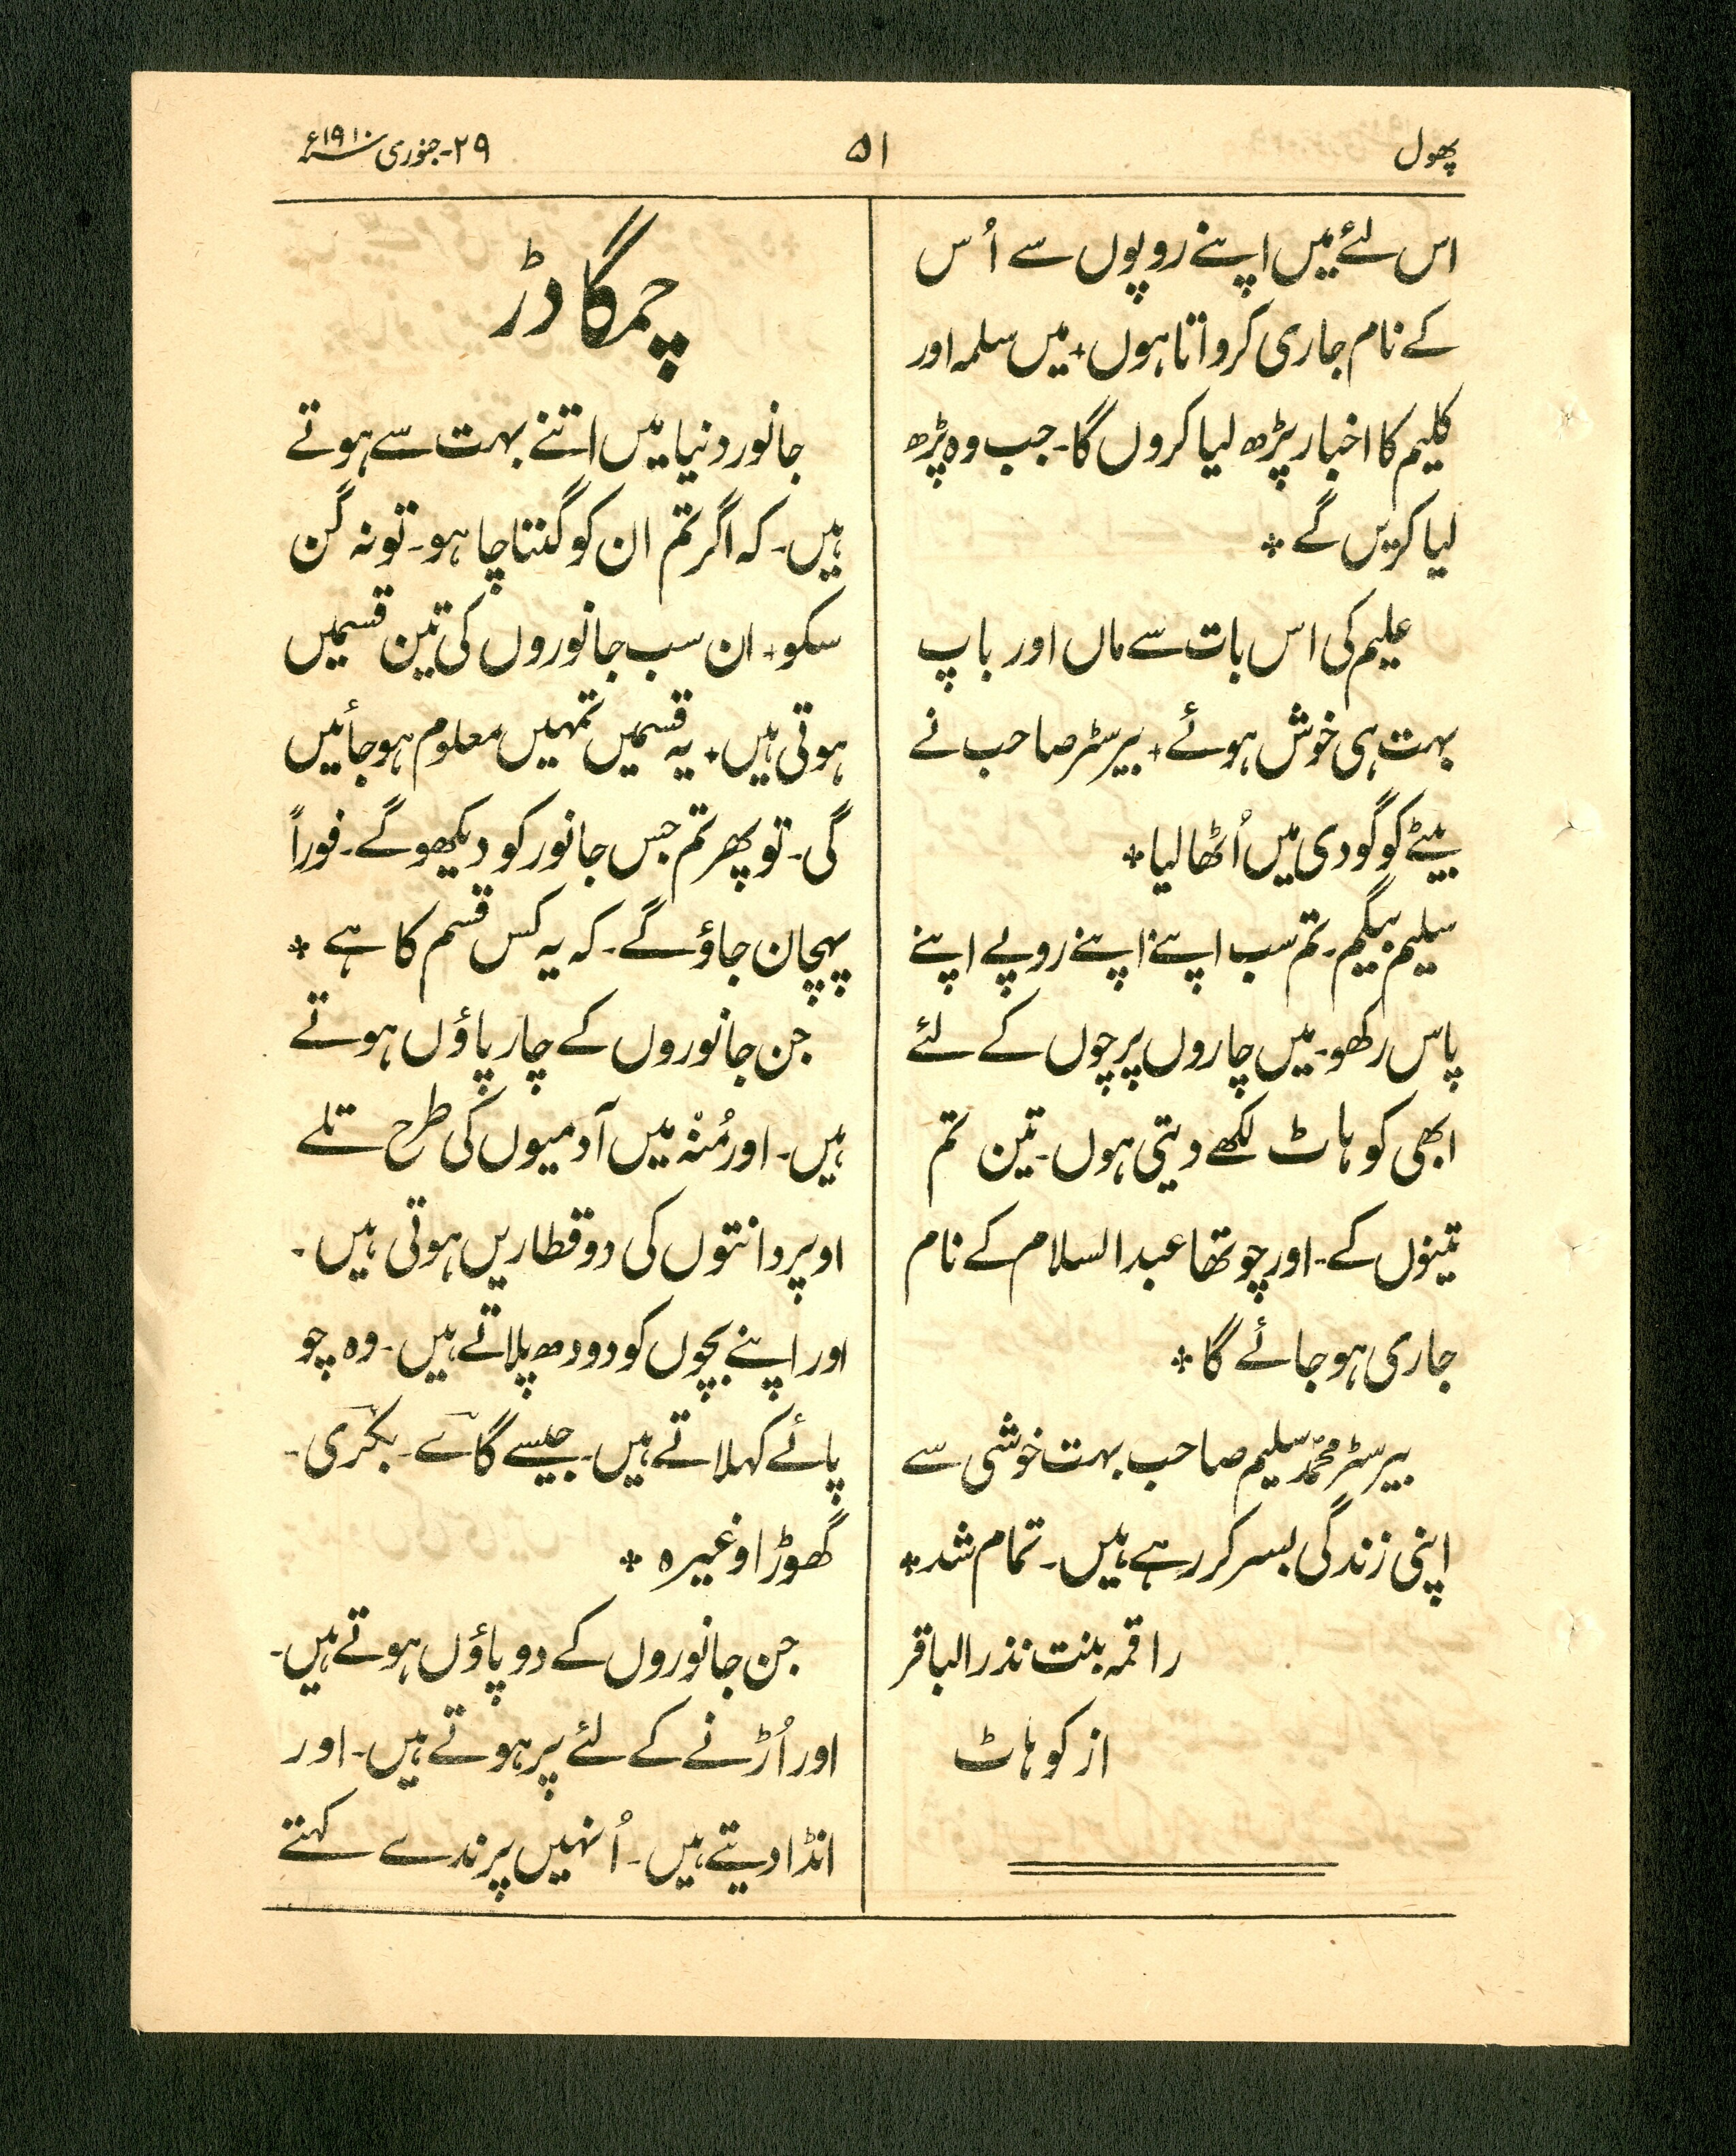 پھول
۵۱
۲۹-جنوری سنہ ۱۹۱۰ء
اس لئے میں اپنے روپوں سے اُس
کے نام جاری کرواتا ہوں+ میں سلمہ اور
کلیم کا اخبار پڑھ لیا کروں گا۔ جب وہ پڑھ
لیا کریں گے ❖
علیم کی اس بات سے ماں اور باپ
بہت ہی خوش ہوئے+ بیرسٹر صاحب نے
بیٹے کو گودی میں اُٹھا لیا ❖
سلیم بیگم۔ تم سب اپنے اپنے روپے اپنے
پاس رکھو۔ میں چاروں پرچوں کے لئے
ابھی کوہاٹ لکھے دیتی ہوں۔ تین تم
تینوں کے۔ اور چوتھا عبد السلام کے نام
جاری ہو جائے گا ❖
بیرسٹر محمّد سلیم صاحب بہت خوشی سے
اپنی زندگی بسر کر رہے ہیں۔ تمام شد ❖
راقمہ بنت نذر الباقر
از کوہاٹ
چمگادڑ
جانور دنیا میں اتنے بہت سے ہوتے
ہیں۔ کہ اگر تم ان کو گننا چاہو۔ تو نہ گن
سکو+ ان سب جانوروں کی تین قسمیں
ہوتی ہیں+ یہ قسمیں تمہیں معلوم ہو جائیں
گی۔ تو پھر تم جس جانور کو دیکھو گے۔ فوراً
پہچان جاؤ گے۔ کہ یہ کس قسم کا ہے ❖
جن جانوروں کے چار پاؤں ہوتے
ہیں۔ اور مُنہ میں آدمیوں کی طرح تلے
اوپر دانتوں کی دو قطاریں ہوتی ہیں۔
اور اپنے بچوں کو دودھ پلاتے ہیں۔ وہ چو
پائے کہلاتے ہیں۔ جیسے گائے۔ بکری۔
گھوڑا وغیرہ ❖
جن جانوروں کے دو پاؤں ہوتے ہیں۔
اور اُڑنے کے لئے پر ہوتے ہیں۔ اور
انڈا دیتے ہیں۔ اُنہیں پرندے کہتے